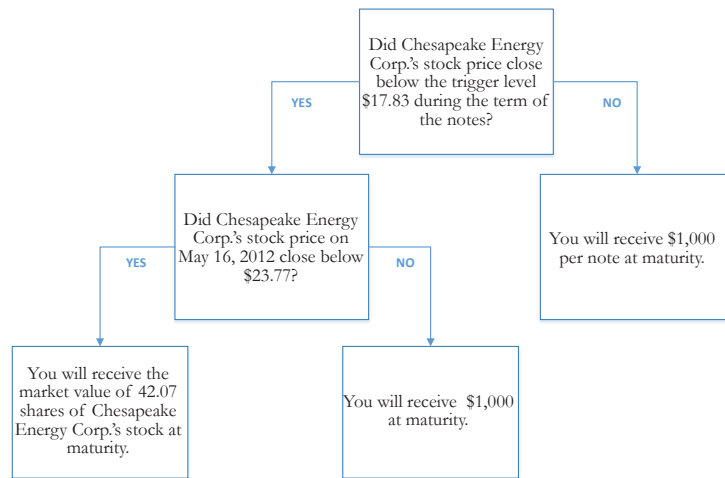 Did Chesapeake Energy
Corp.'s stock price close
below the trigger level
$17.83 during the term of
the notes?
YES
NO
Did Chesapeake Energy
Corp.'s stock price on
May 16, 2012 close below
$23.77?
You will receive $1,000
per note at maturity.
YES
NO
You will receive the
market value of 42.07
shares of Chesapeake
Energy Corp.'s stock at
maturity.
You will receive $1,000
at maturity.